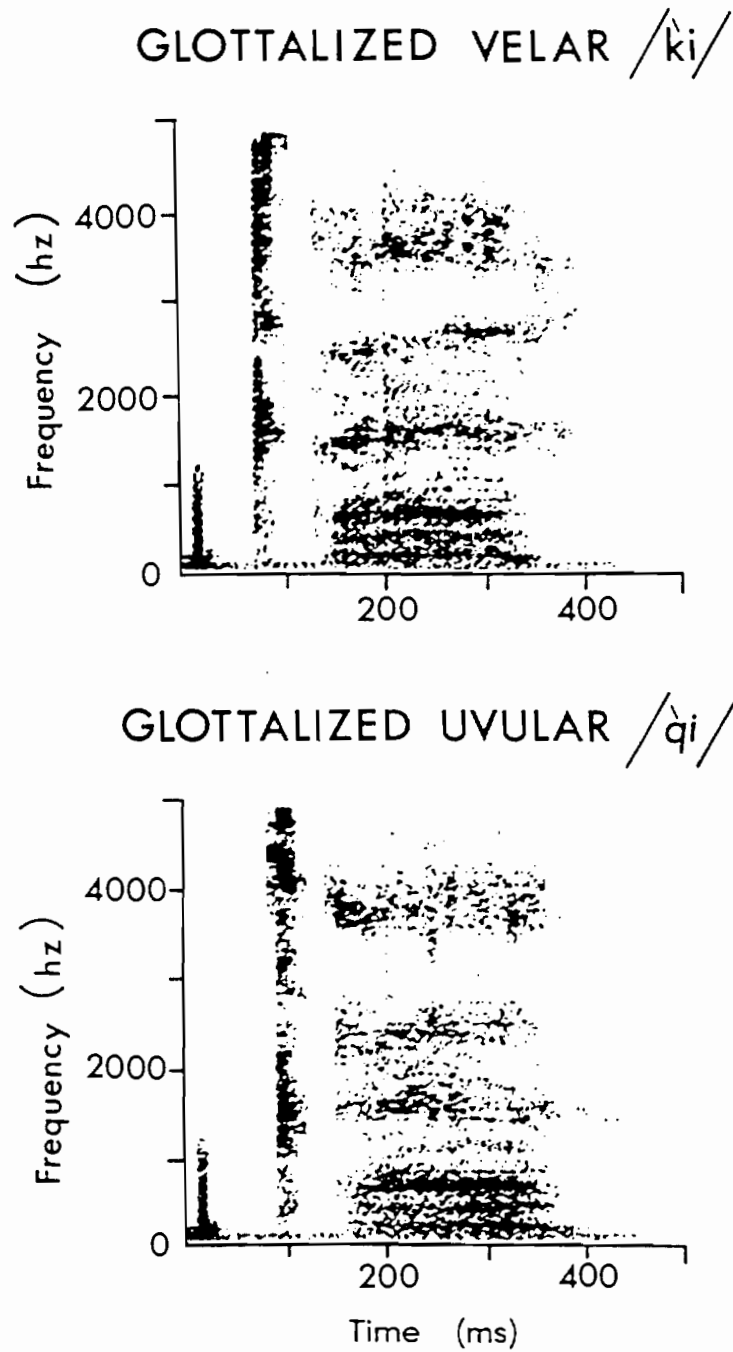 GLOTTALIZED VELAR /k̀i/
Frequency (hz)
4000
2000
0
200 400
GLOTTALIZED UVULAR /q̀i/
Frequency (hz)
4000
2000
0
200 400
Time (ms)